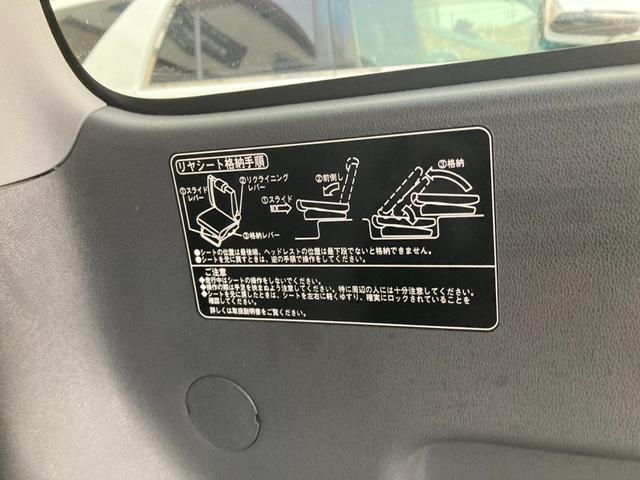 リヤシート格納手順
①スライド
レバー
②リクライニング
レバー
③格納レバー
①スライド
②前倒し
③格納
●シートの位置は最後端、ヘッドレストの位置は最下段でないと格納できません。
●シートを元に戻すときは、逆の手順で操作をしてください。
ご注意
●走行中はシートの操作をしないでください。
●操作の際は手足を挟まぬよう注意してください。特に周辺の人には十分注意してください。
●シートを元に戻したときは、シートを左右に軽くゆすり、確実にロックされていることを
確認してください。
詳しくは取扱説明書をご覧ください。